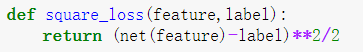 def square_loss(feature,label):
    return (net(feature)-label)**2/2